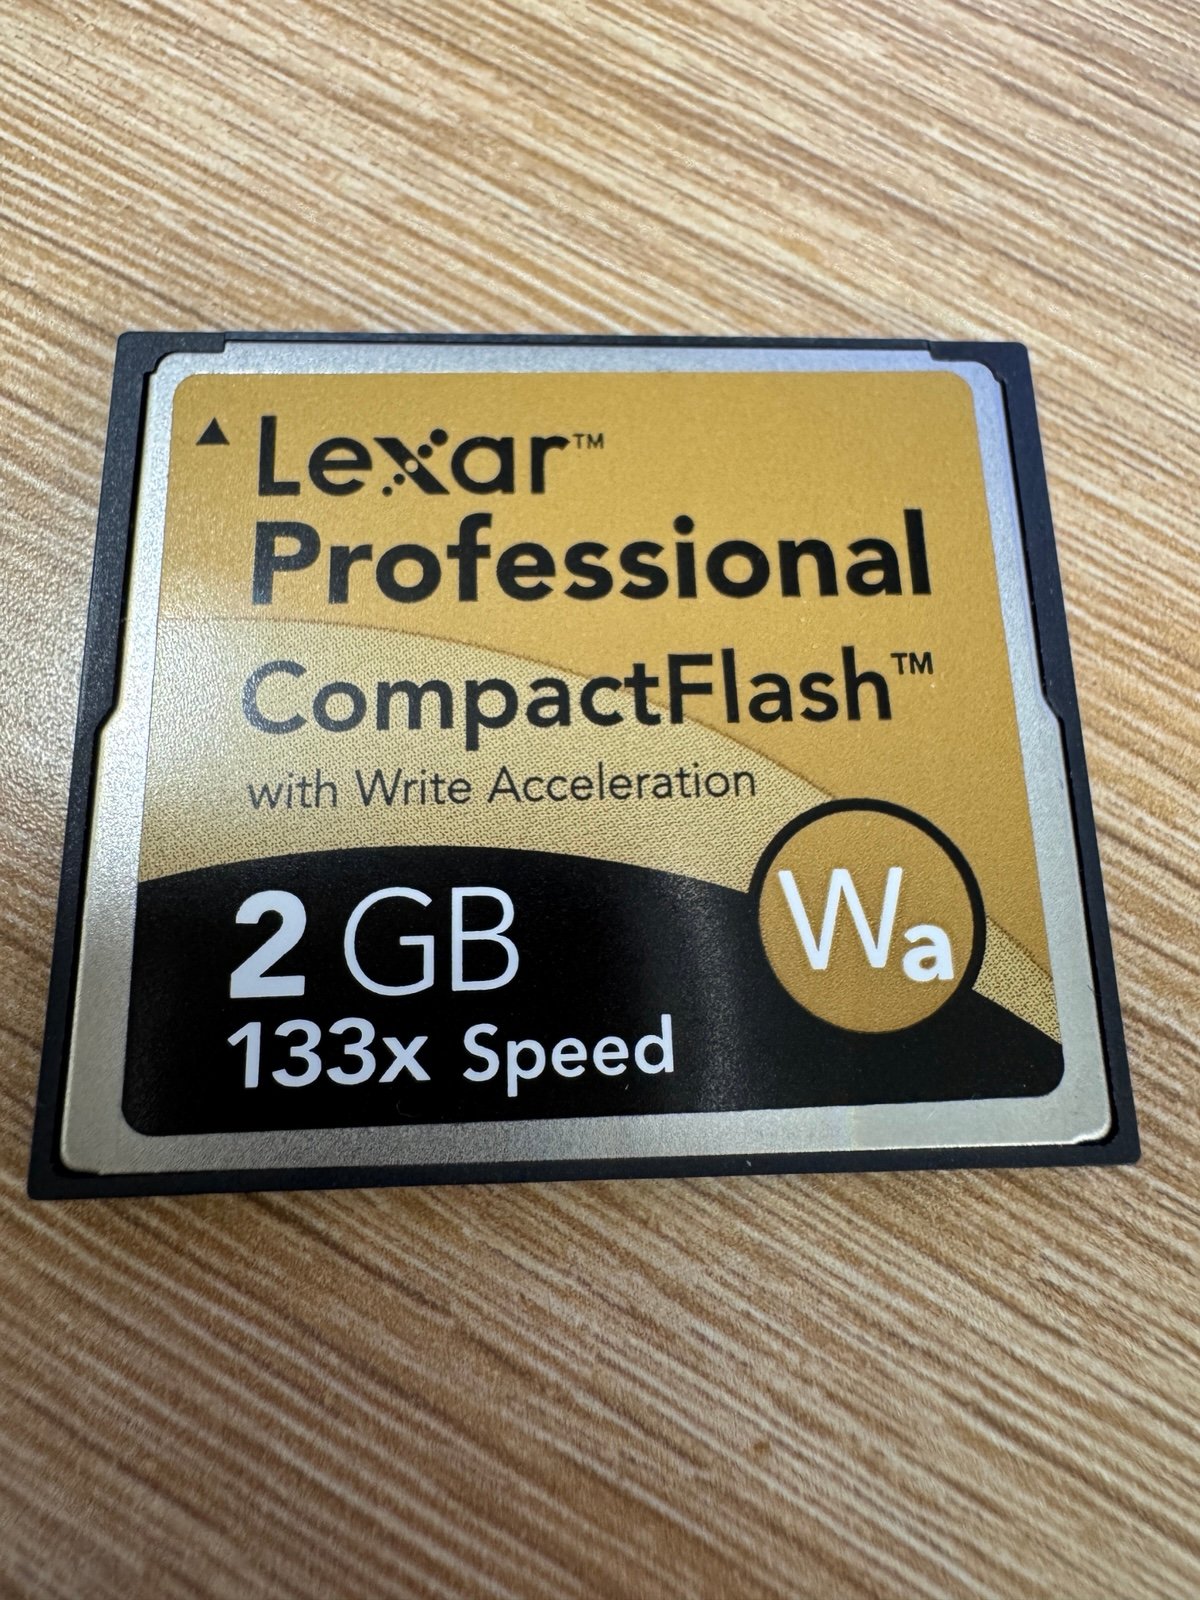 Lexar™
Professional
CompactFlash™
with Write Acceleration
Wa
2 GB
133x Speed